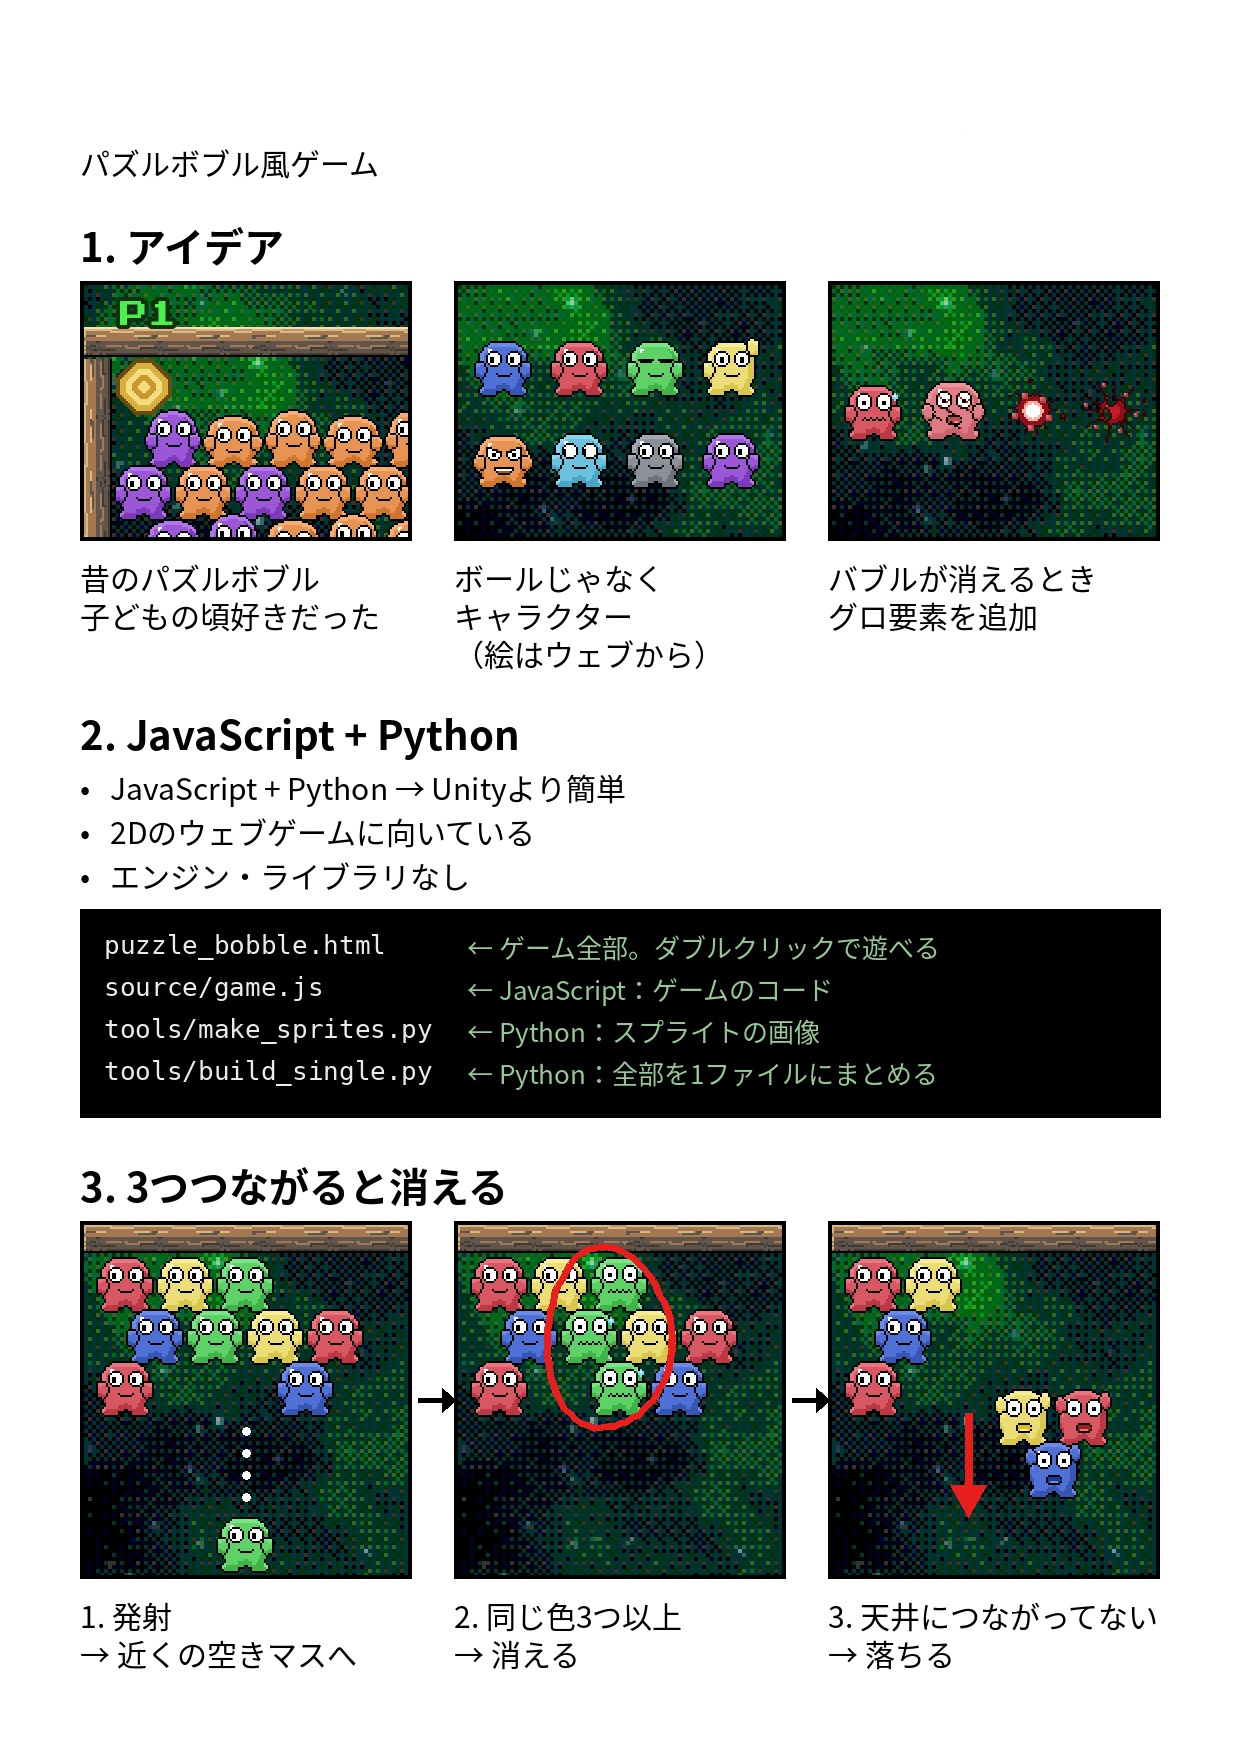 パズルボブル風ゲーム
1. アイデア
P1
昔のパズルボブル
子どもの頃好きだった
ボールじゃなく
キャラクター
（絵はウェブから）
バブルが消えるとき
グロ要素を追加
2. JavaScript + Python
• JavaScript + Python → Unityより簡単
• 2Dのウェブゲームに向いている
• エンジン・ライブラリなし
puzzle_bobble.html ← ゲーム全部。ダブルクリックで遊べる
source/game.js ← JavaScript：ゲームのコード
tools/make_sprites.py ← Python：スプライトの画像
tools/build_single.py ← Python：全部を1ファイルにまとめる
3. 3つつながると消える
1. 発射
→ 近くの空きマスへ
2. 同じ色3つ以上
→ 消える
3. 天井につながってない
→ 落ちる